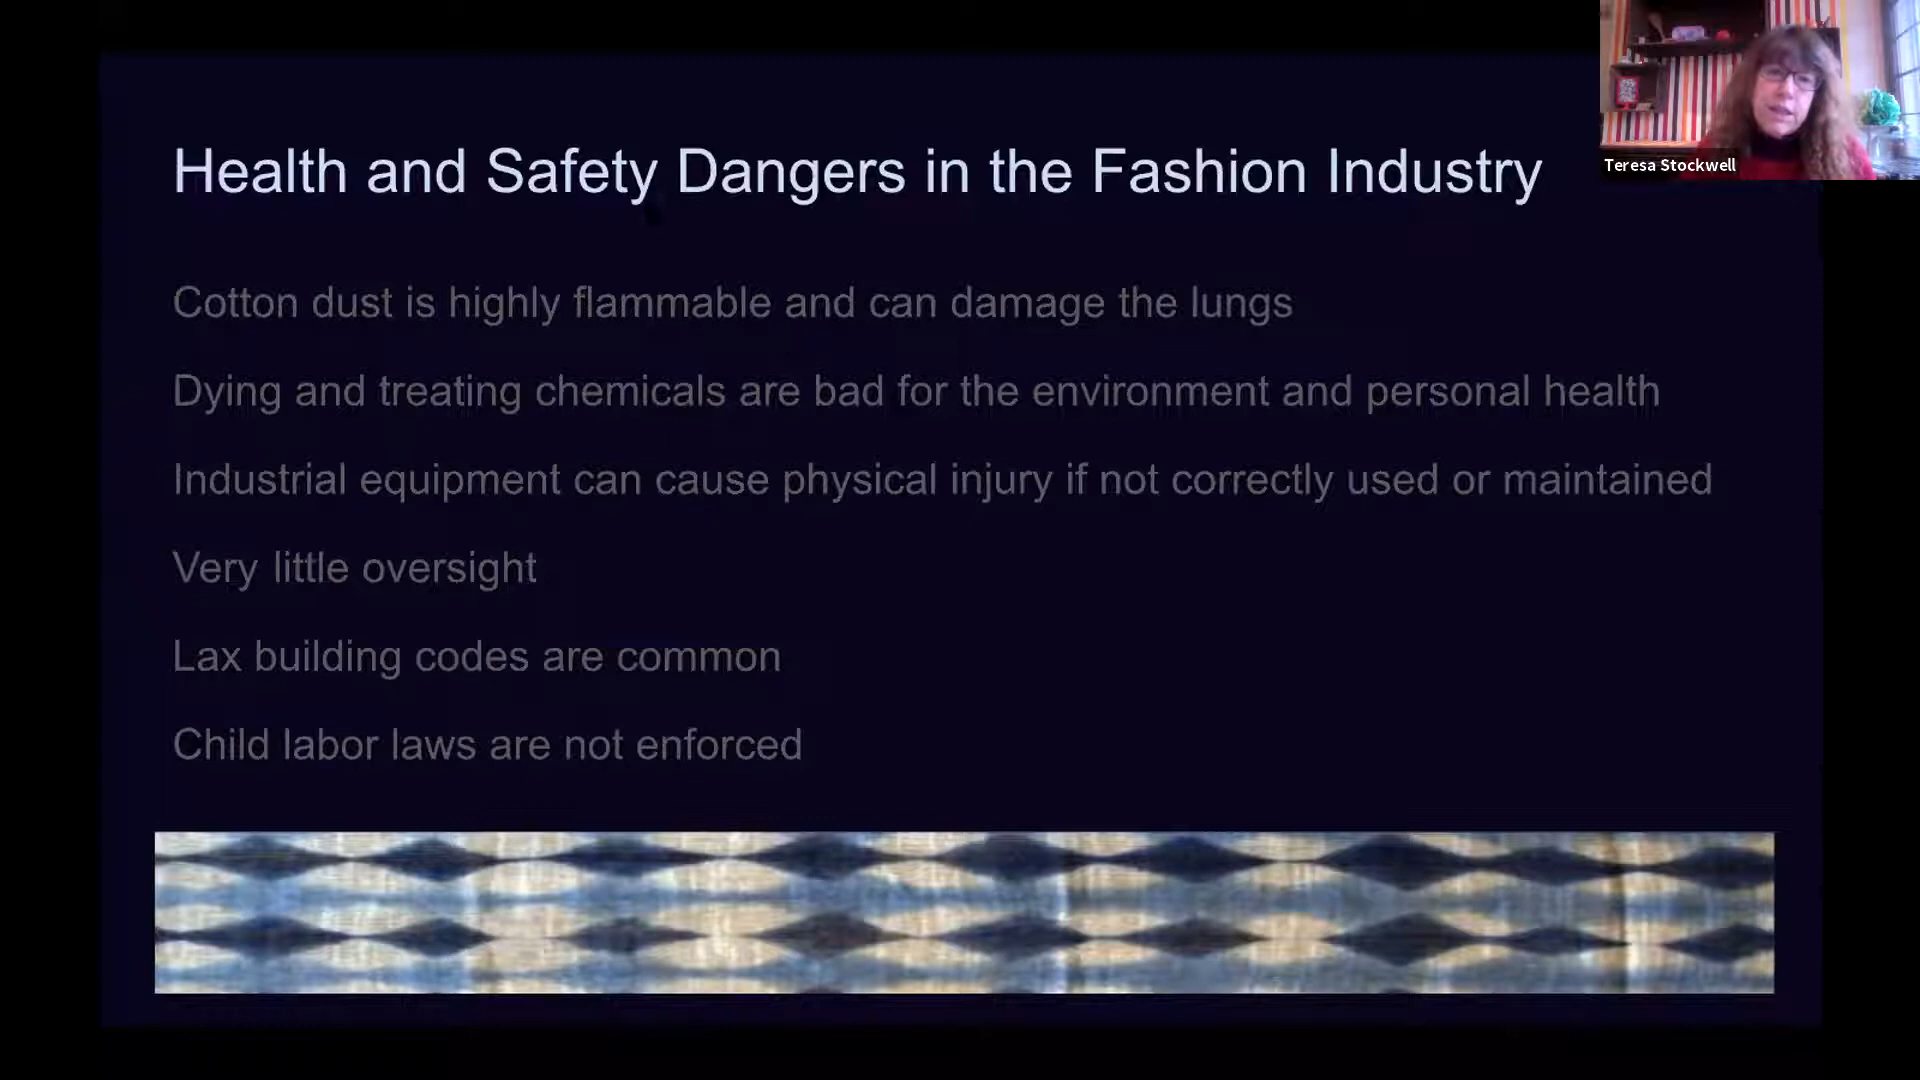 Health and Safety Dangers in the Fashion Industry
Teresa Stockwell
Cotton dust is highly flammable and can damage the lungs
Dying and treating chemicals are bad for the environment and personal health
Industrial equipment can cause physical injury if not correctly used or maintained
Very little oversight
Lax building codes are common
Child labor laws are not enforced